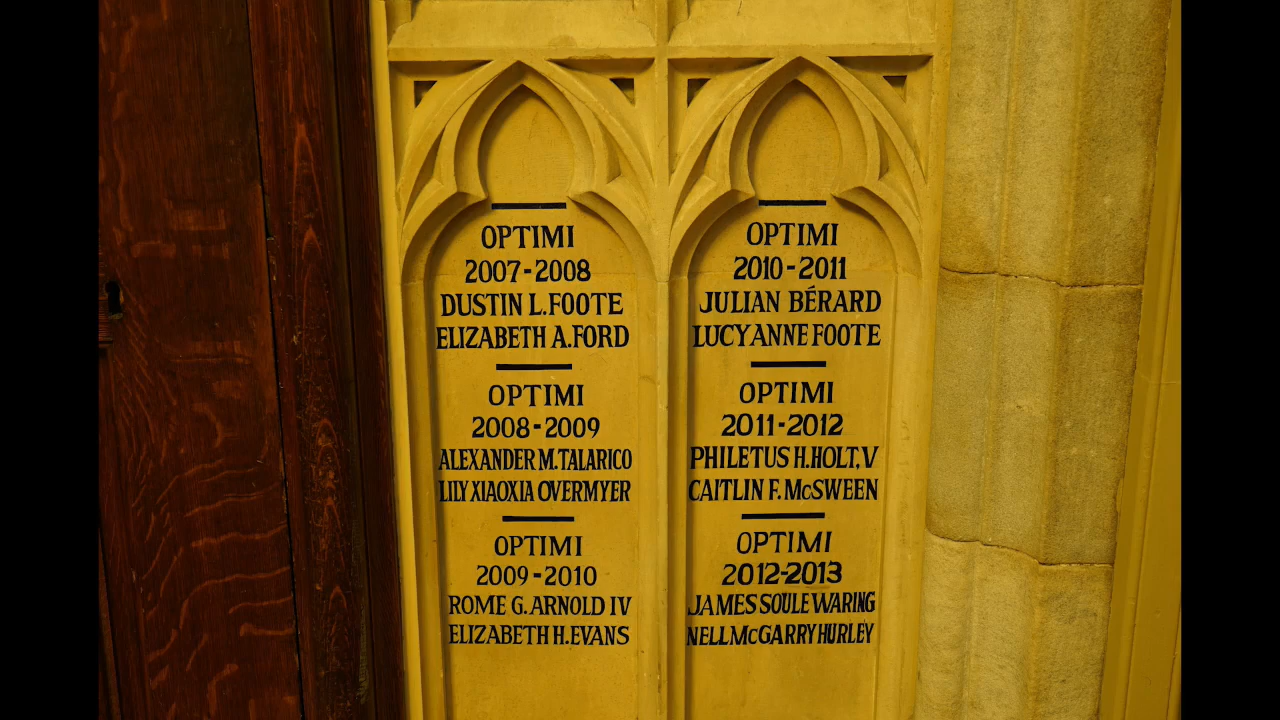 OPTIMI
2007-2008
DUSTIN L. FOOTE
ELIZABETH A. FORD
OPTIMI
2008-2009
ALEXANDER M. TALARICO
LILY XIAOXIA OVERMYER
OPTIMI
2009-2010
ROME G. ARNOLD IV
ELIZABETH H. EVANS
OPTIMI
2010-2011
JULIAN BÉRARD
LUCY ANNE FOOTE
OPTIMI
2011-2012
PHILETUS H. HOLT, V
CAITLIN F. McSWEEN
OPTIMI
2012-2013
JAMES SOULE WARING
NELL McGARRY HURLEY